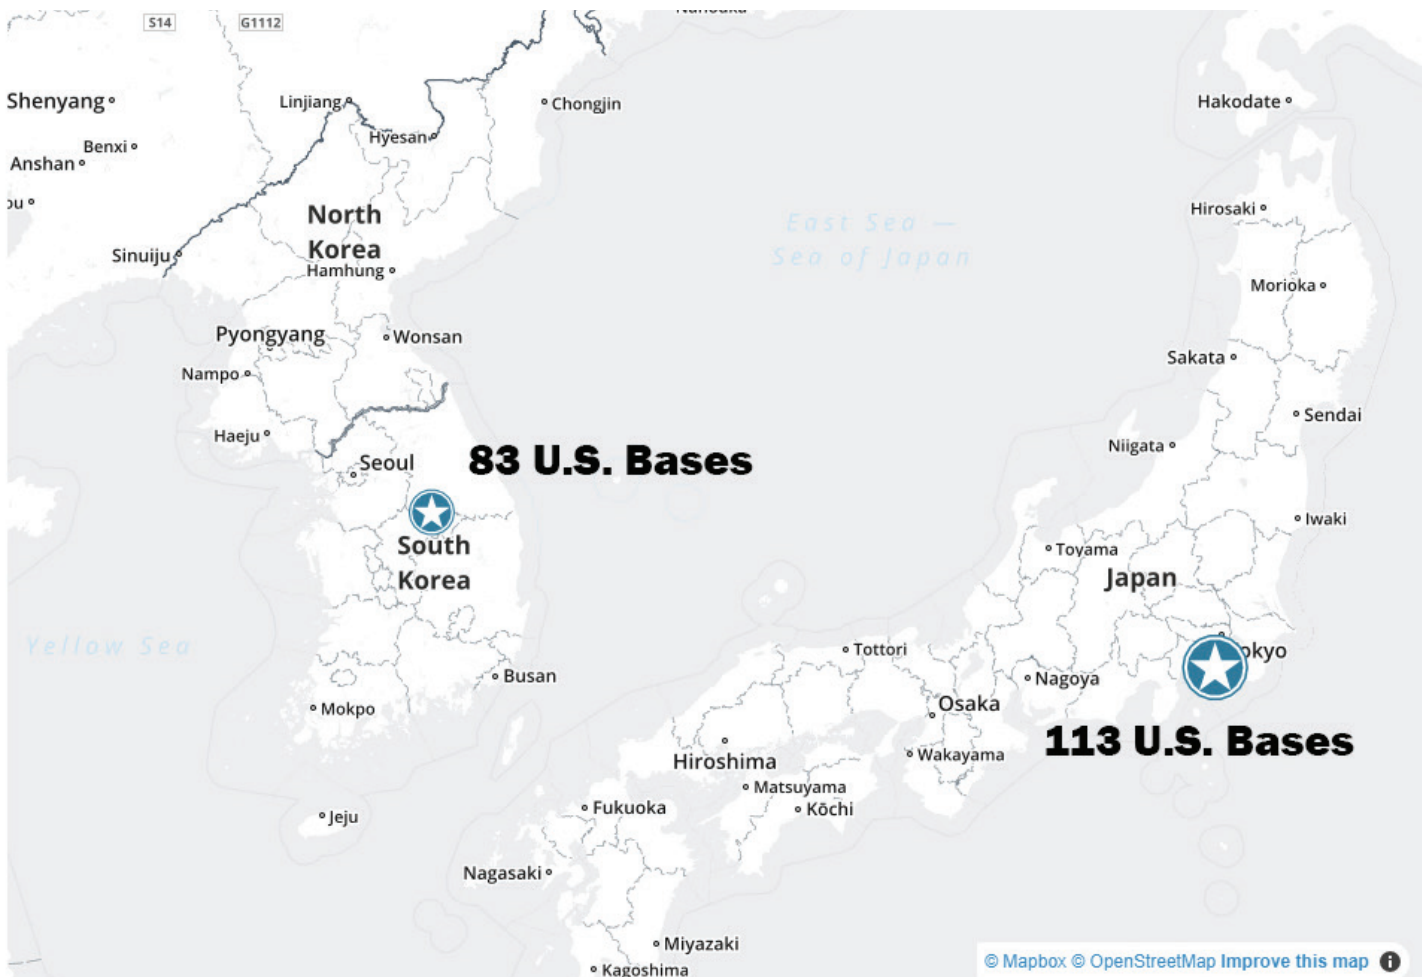 S14
G1112
Linjiang
Shenyang
Chongjin
Hakodate
Hyesan
Benxi
Anshan
North
Korea
East Sea —
Sea of Japan
Hirosaki
Sinuiju
Hamhung
Morioka
Pyongyang
Wonsan
Nampo
Sakata
Haeju
Sendai
Seoul
83 U.S. Bases
Niigata
Iwaki
South
Korea
Toyama
Japan
Yellow Sea
Tottori
okyo
Busan
Nagoya
Mokpo
Osaka
113 U.S. Bases
Wakayama
Hiroshima
Matsuyama
Fukuoka
Kōchi
Jeju
Nagasaki
Miyazaki
Kagoshima
© Mapbox © OpenStreetMap Improve this map